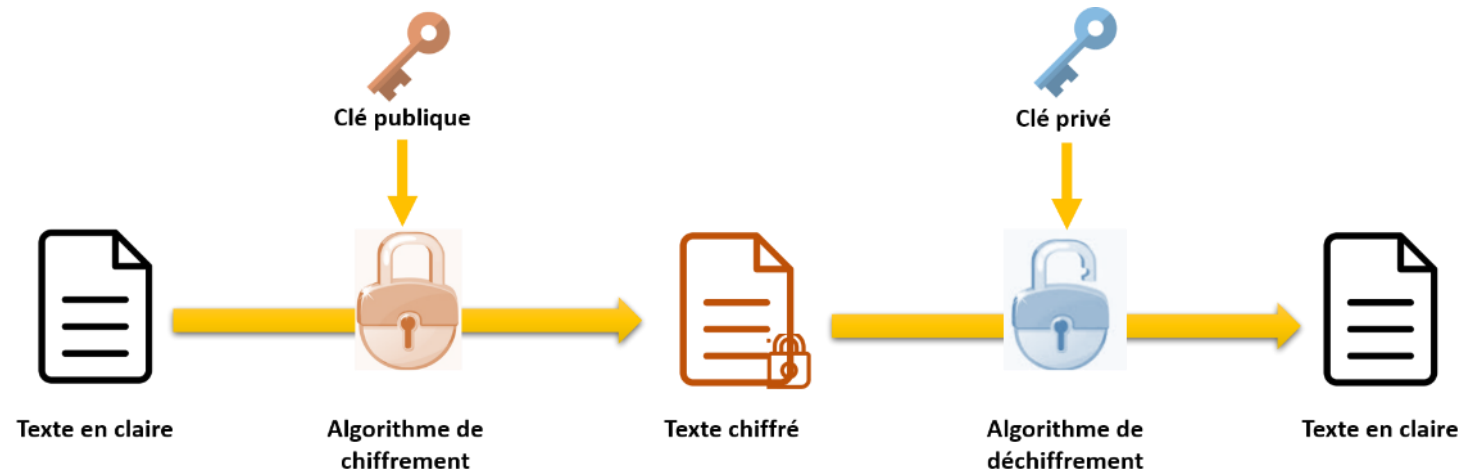 Clé publique
Clé privé
Texte en claire
Algorithme de
chiffrement
Texte chiffré
Algorithme de
déchiffrement
Texte en claire